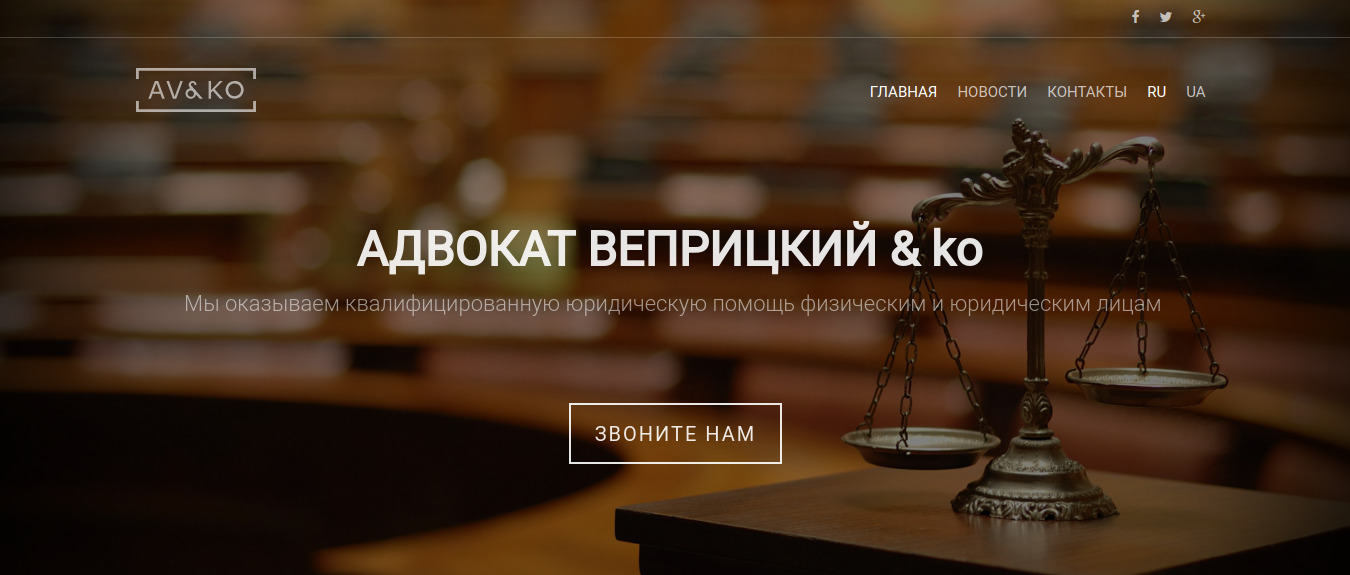 AV&KO
ГЛАВНАЯ НОВОСТИ КОНТАКТЫ RU UA
АДВОКАТ ВЕПРИЦКИЙ & ko
Мы оказываем квалифицированную юридическую помощь физическим и юридическим лицам
ЗВОНИТЕ НАМ